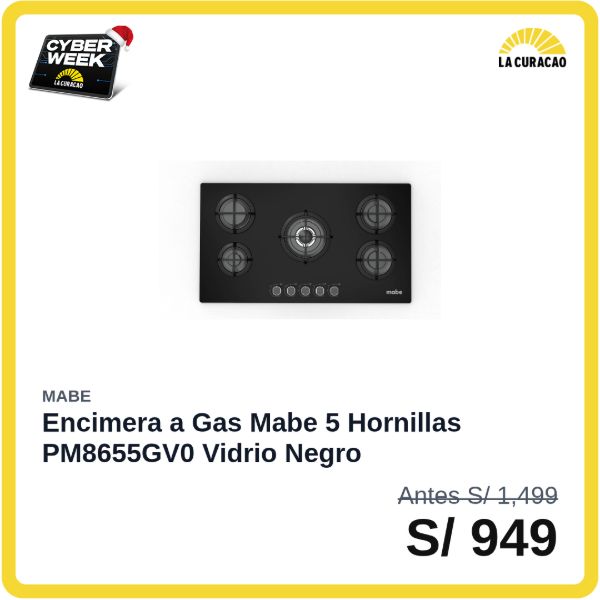 CYBER
WEEK
LA CURACAO
LA CURACAO
mabe
MABE
Encimera a Gas Mabe 5 Hornillas
PM8655GV0 Vidrio Negro
Antes S/ 1,499
S/ 949